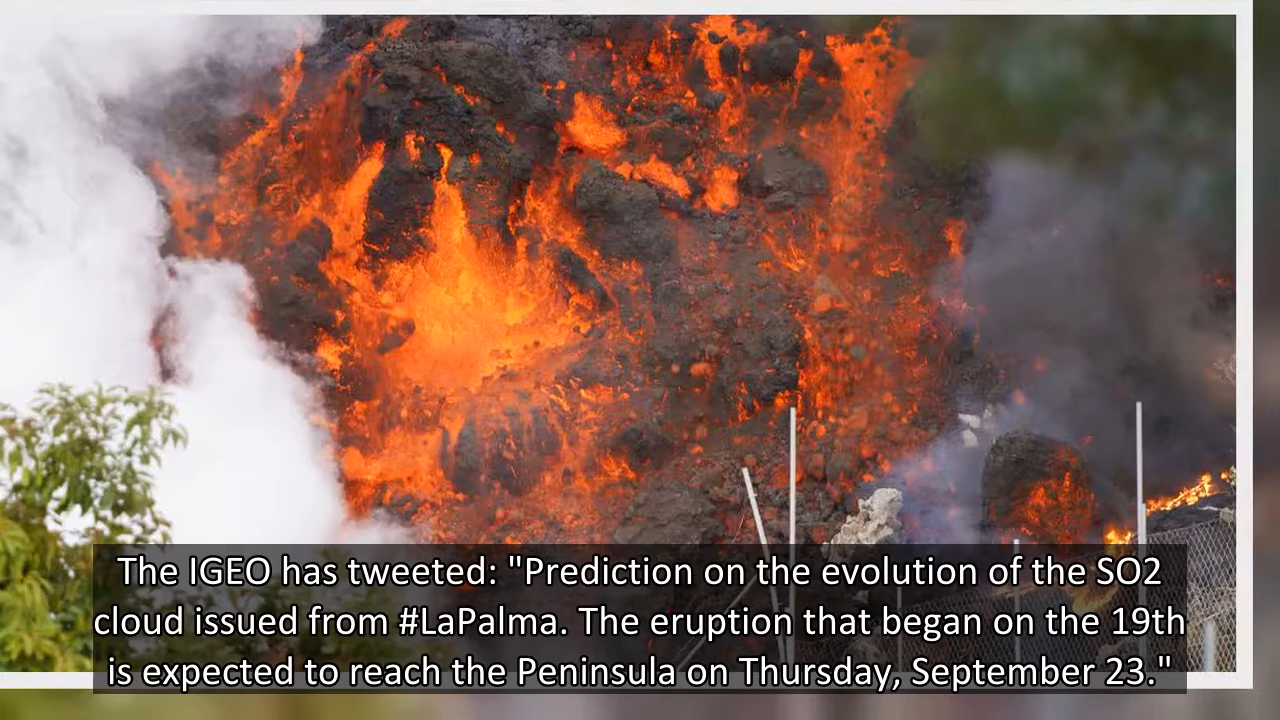 The IGEO has tweeted: "Prediction on the evolution of the SO2
cloud issued from #LaPalma. The eruption that began on the 19th
is expected to reach the Peninsula on Thursday, September 23."